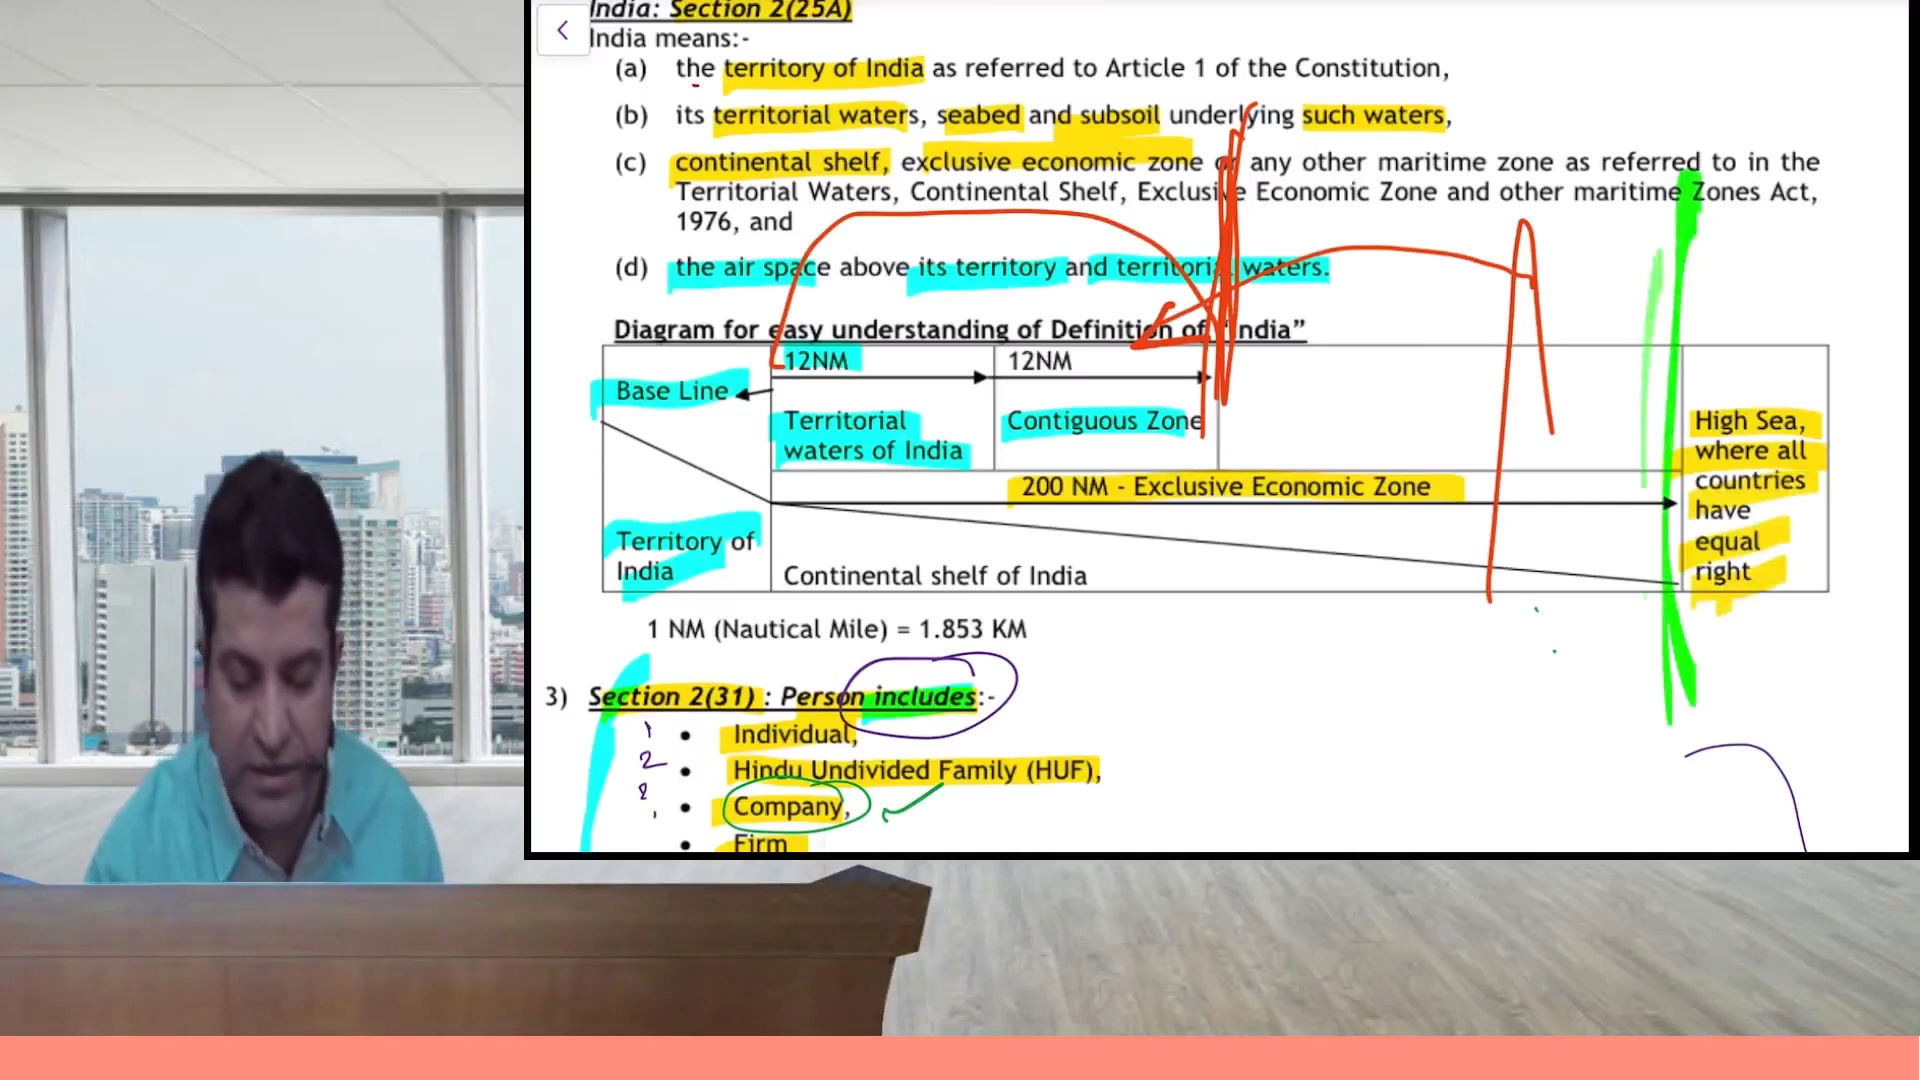 India: Section 2(25A)
India means:-
(a) the territory of India as referred to Article 1 of the Constitution,
(b) its territorial waters, seabed and subsoil underlying such waters,
(c) continental shelf, exclusive economic zone or any other maritime zone as referred to in the
Territorial Waters, Continental Shelf, Exclusive Economic Zone and other maritime Zones Act,
1976, and
(d) the air space above its territory and territorial waters.
Diagram for easy understanding of Definition of "India"
12NM 12NM
Base Line
Territorial
waters of India
Contiguous Zone
200 NM - Exclusive Economic Zone
High Sea,
where all
countries
have
equal
right
Territory of
India
Continental shelf of India
1 NM (Nautical Mile) = 1.853 KM
3) Section 2(31) : Person includes:-
1 • Individual,
2 • Hindu Undivided Family (HUF),
• Company,
• Firm